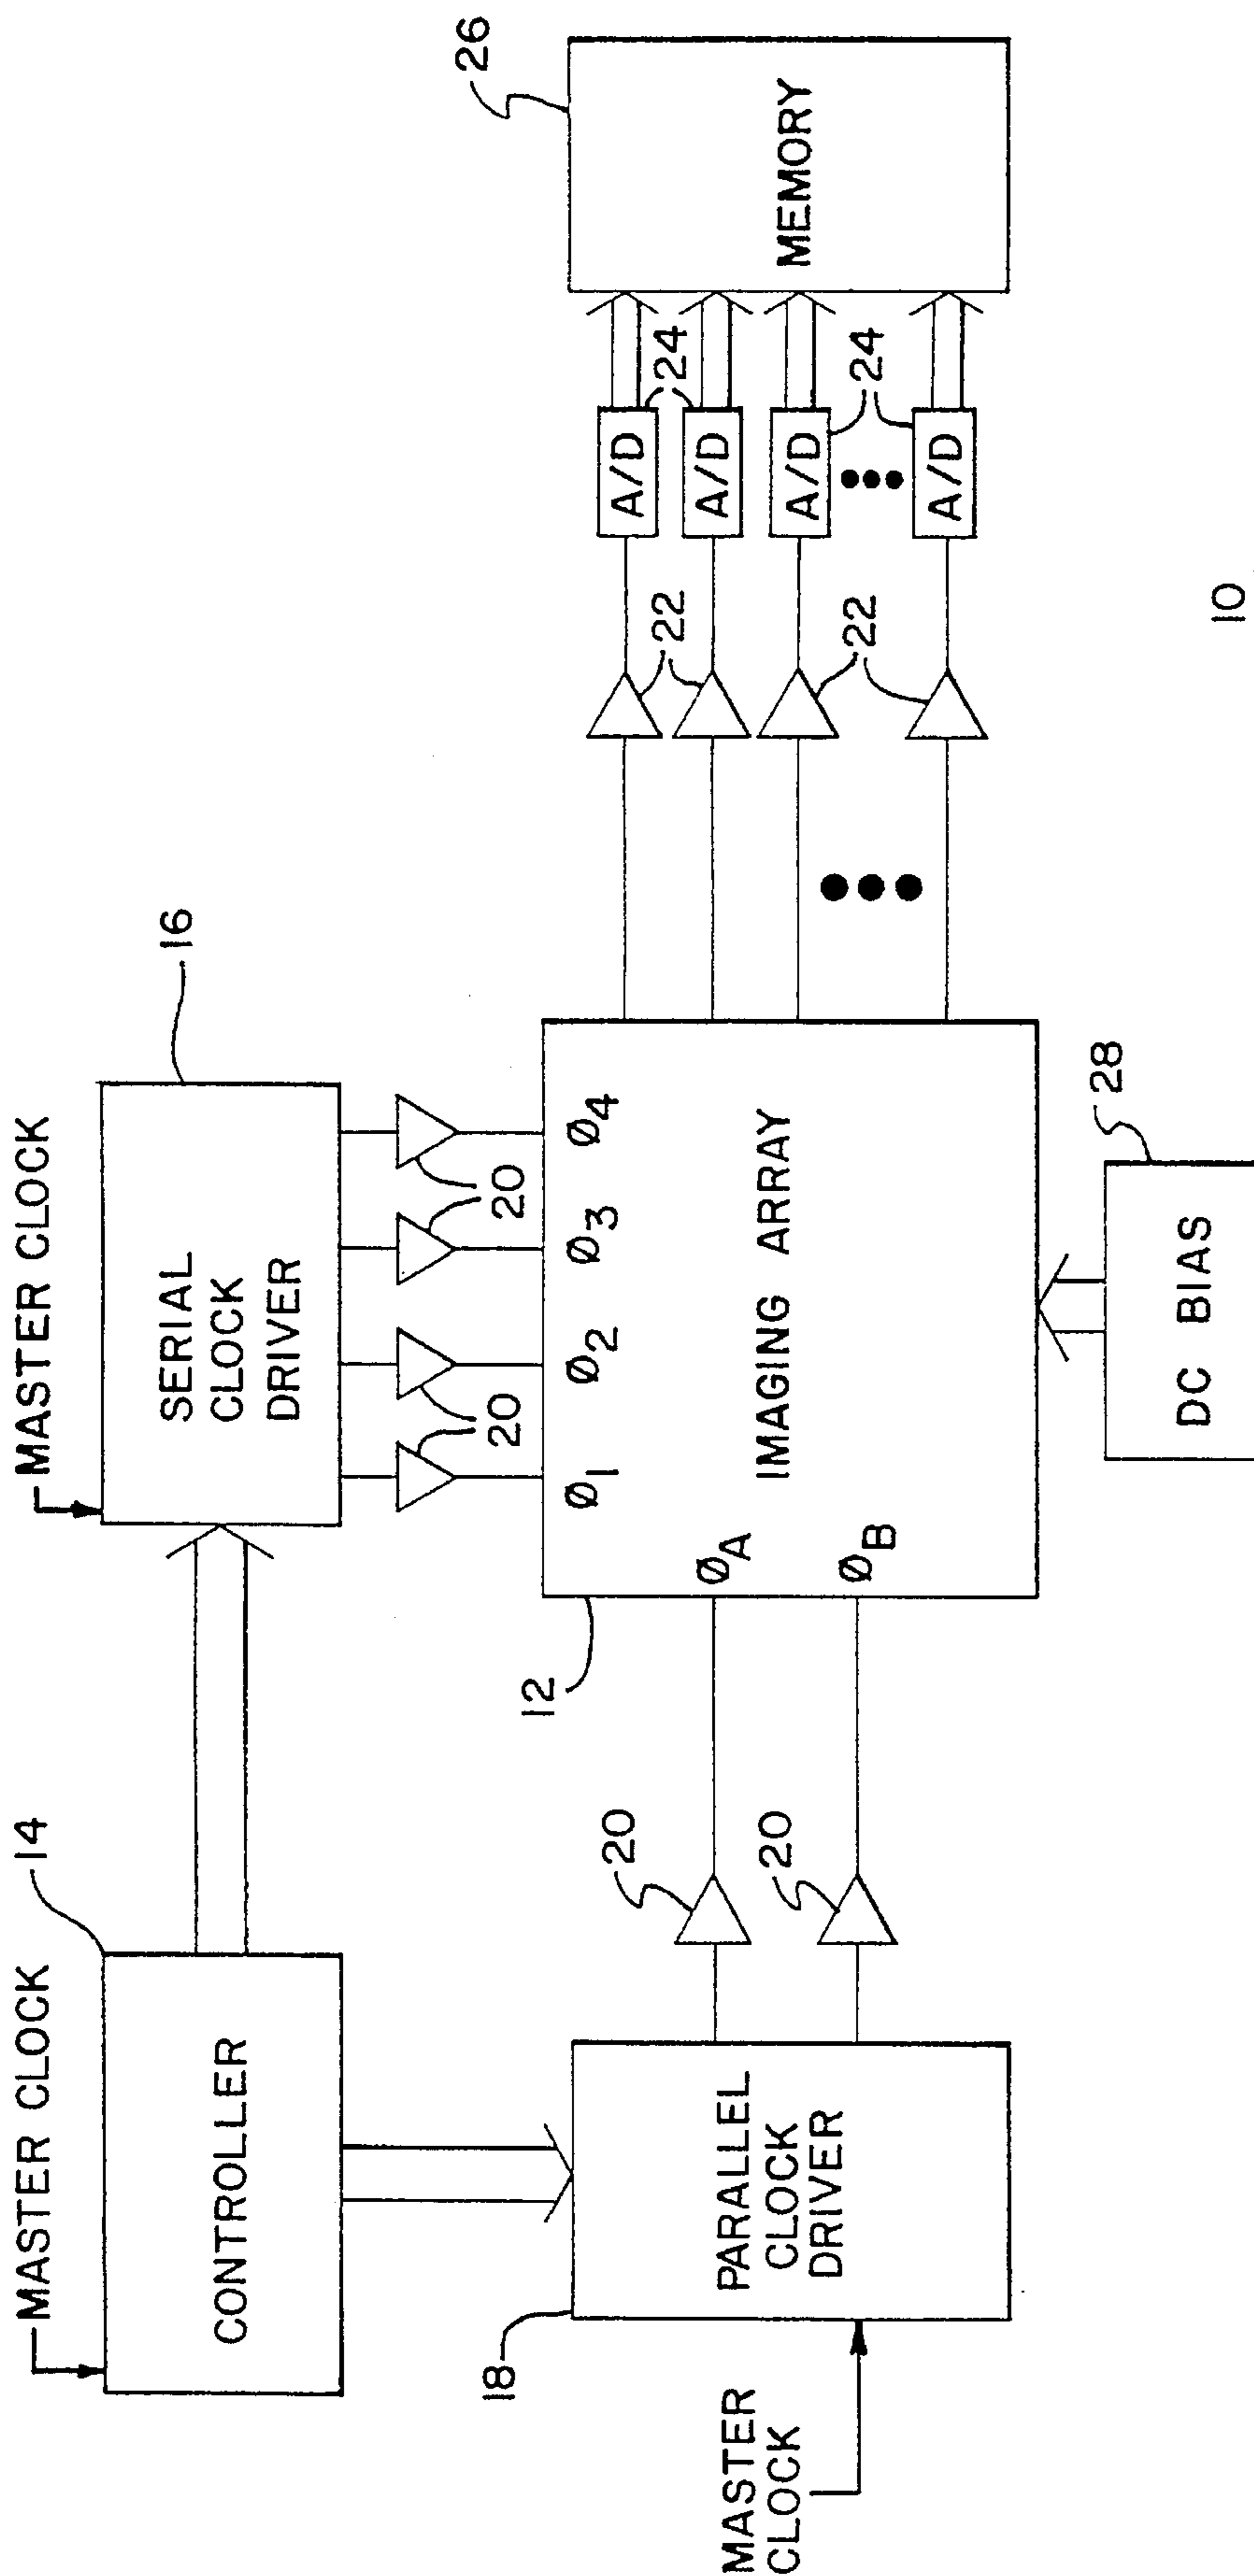 MASTER CLOCK
14
CONTROLLER
MASTER CLOCK
16
SERIAL
CLOCK
DRIVER
20
20
18
PARALLEL
CLOCK
DRIVER
MASTER
CLOCK
20
20
12
Ø1 Ø2 Ø3 Ø4
ØA
ØB
IMAGING ARRAY
22
22
A/D
A/D
A/D
A/D
24
24
26
MEMORY
28
DC BIAS
10